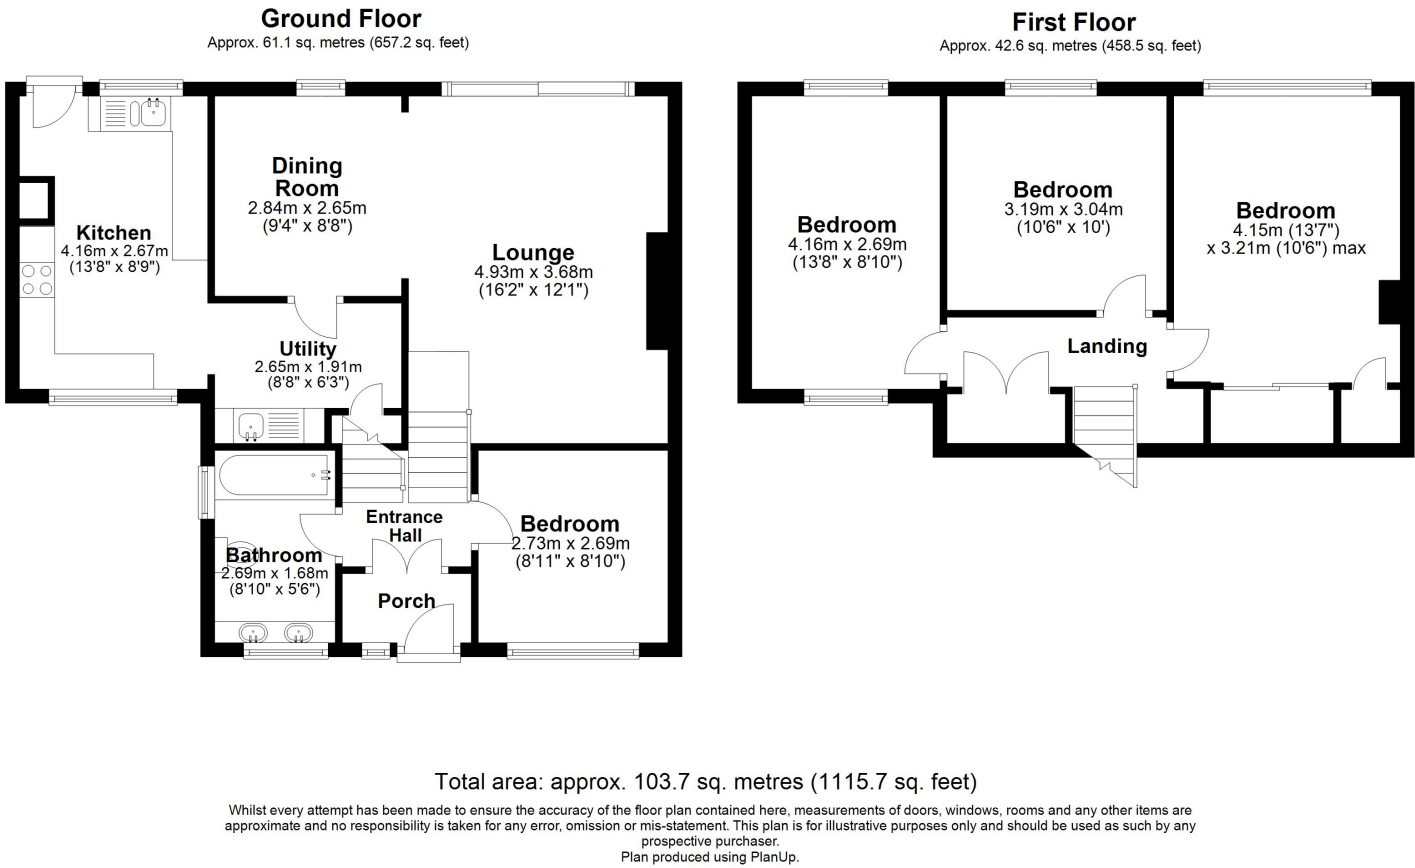 Ground Floor
Approx. 61.1 sq. metres (657.2 sq. feet)
First Floor
Approx. 42.6 sq. metres (458.5 sq. feet)
Dining
Room
2.84m x 2.65m
(9'4" x 8'8")
Kitchen
4.16m x 2.67m
(13'8" x 8'9")
Lounge
4.93m x 3.68m
(16'2" x 12'1")
Utility
2.65m x 1.91m
(8'8" x 6'3")
Entrance
Hall
Bedroom
2.73m x 2.69m
(8'11" x 8'10")
Bathroom
2.69m x 1.68m
(8'10" x 5'6")
Porch
Bedroom
4.16m x 2.69m
(13'8" x 8'10")
Bedroom
3.19m x 3.04m
(10'6" x 10')
Bedroom
4.15m (13'7")
x 3.21m (10'6") max
Landing
Total area: approx. 103.7 sq. metres (1115.7 sq. feet)
Whilst every attempt has been made to ensure the accuracy of the floor plan contained here, measurements of doors, windows, rooms and any other items are
approximate and no responsibility is taken for any error, omission or mis-statement. This plan is for illustrative purposes only and should be used as such by any
prospective purchaser.
Plan produced using PlanUp.